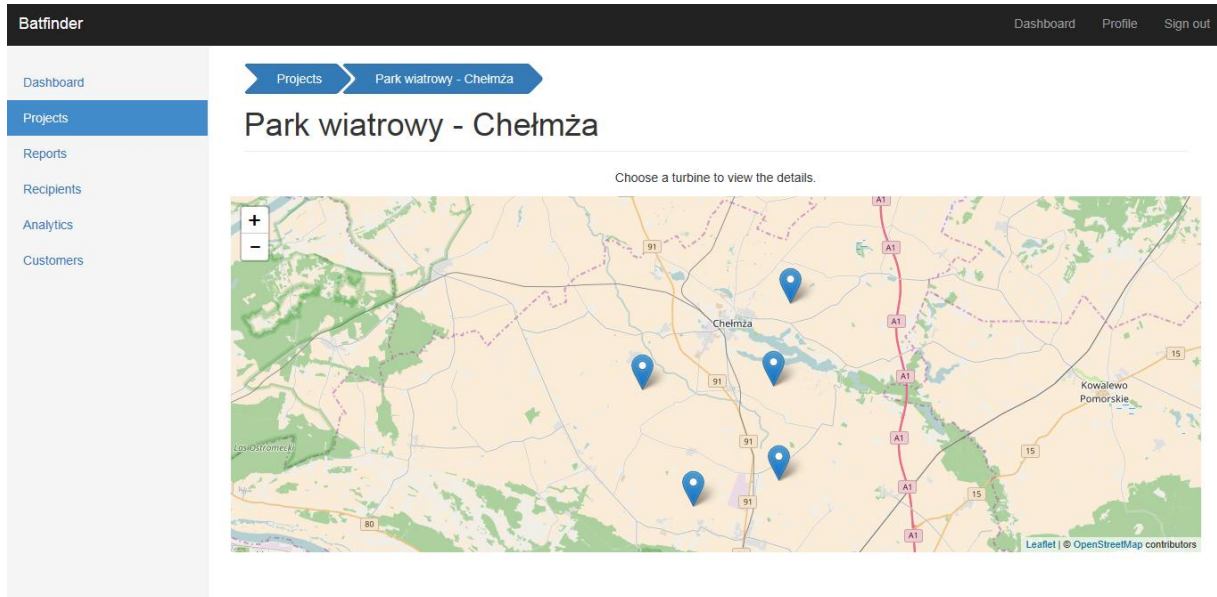 Batfinder
Dashboard Profile Sign out
Dashboard
Projects
Reports
Recipients
Analytics
Customers
Projects Park wiatrowy - Chełmża
Park wiatrowy - Chełmża
Choose a turbine to view the details.
+
−
A1
91
A1
Chełmża
A1
15
91
A1
Kowalewo
Pomorskie
91
A1
LasiOstromecki
15
A1
15
91
80
A1
Leaflet | © OpenStreetMap contributors